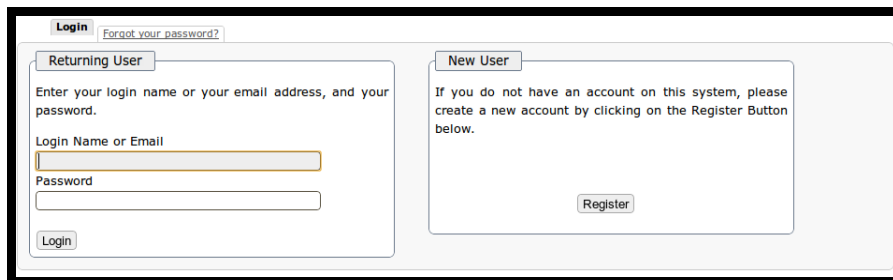 Login
Forgot your password?
Returning User
Enter your login name or your email address, and your
password.
Login Name or Email
Password
Login
New User
If you do not have an account on this system, please
create a new account by clicking on the Register Button
below.
Register